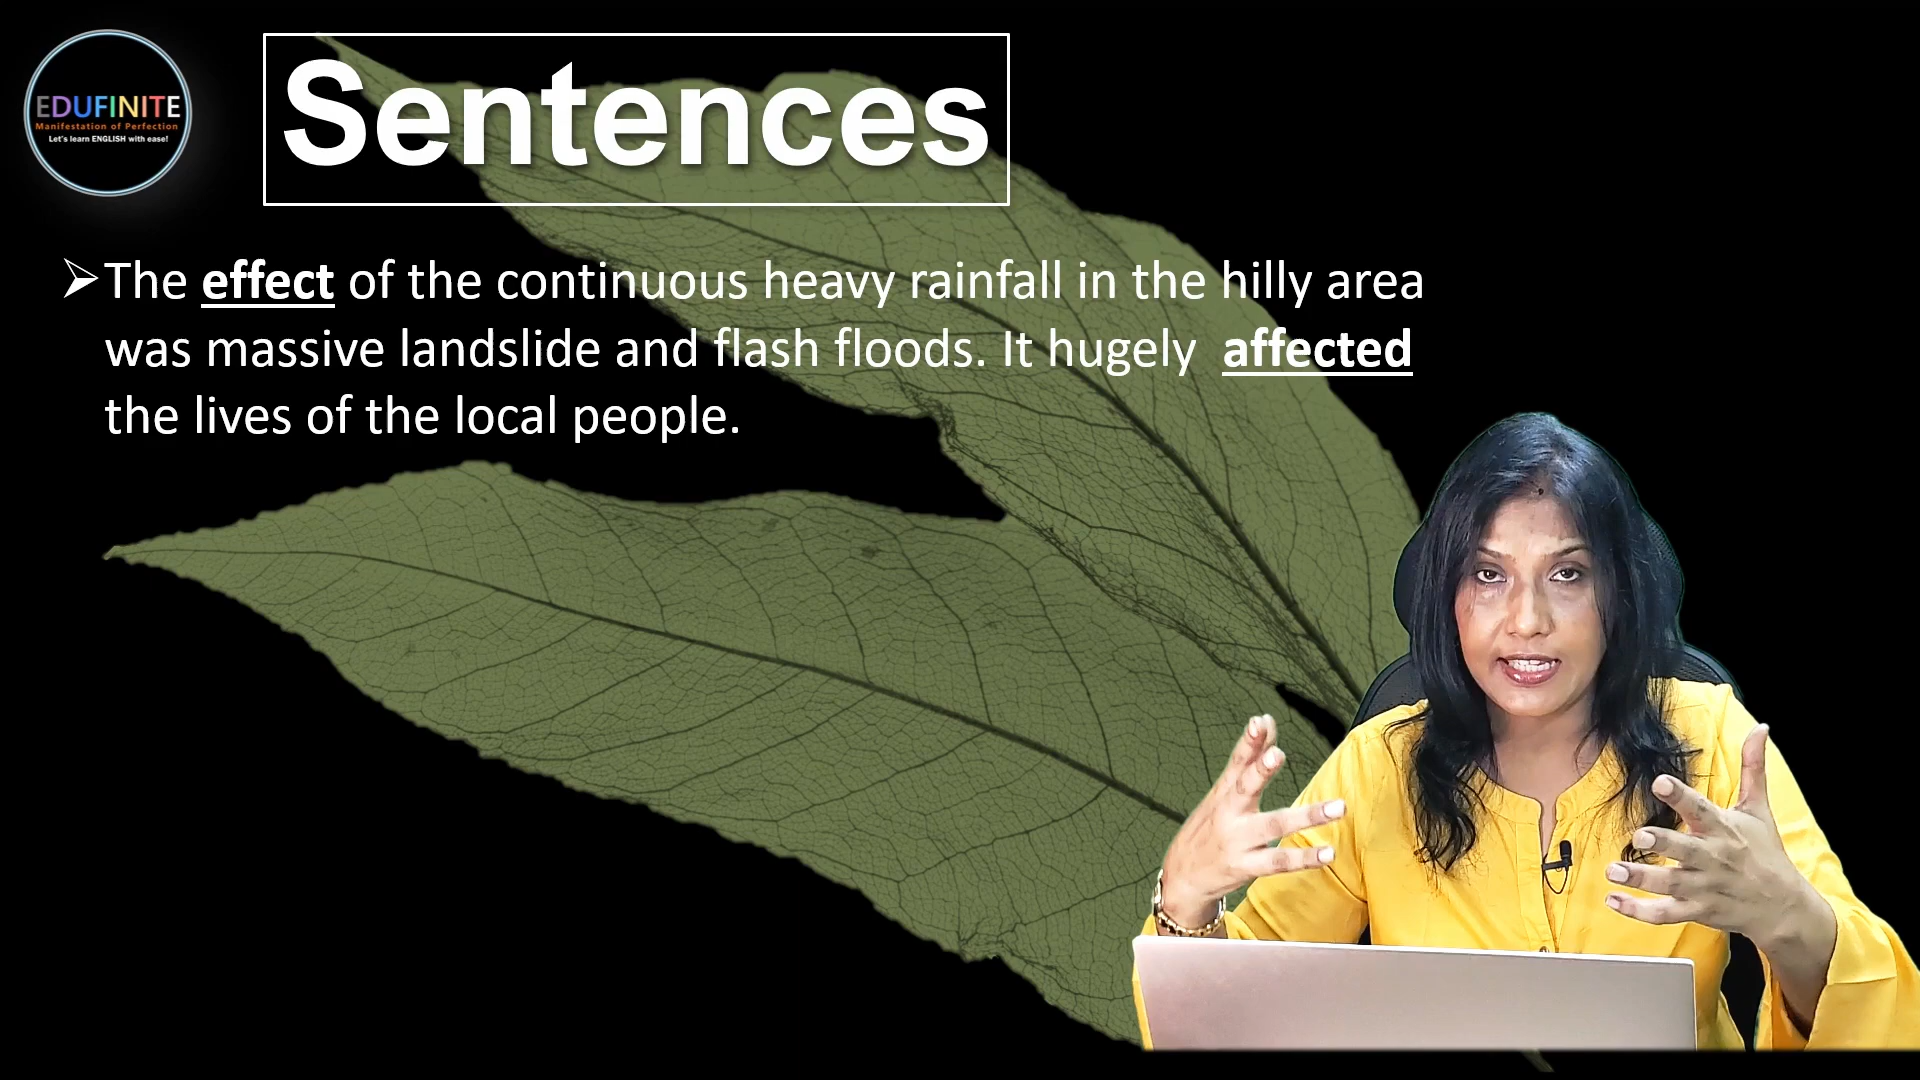 EDUFINITE
Manifestation of Perfection
Let's learn ENGLISH with ease!
Sentences
➢The effect of the continuous heavy rainfall in the hilly area
was massive landslide and flash floods. It hugely affected
the lives of the local people.